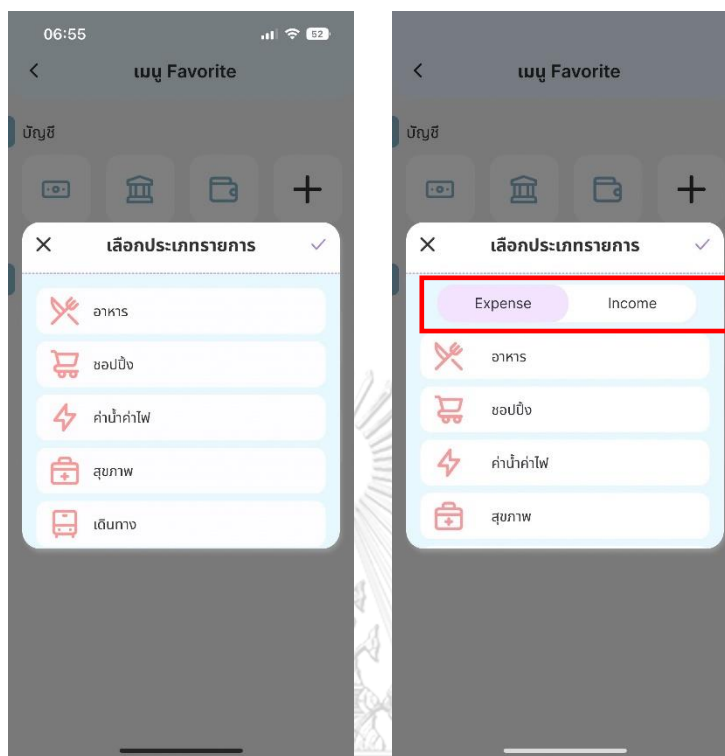 06:55
52
เมนู Favorite
บัญชี
เลือกประเภทรายการ
อาหาร
ชอปปิ้ง
ค่าน้ำค่าไฟ
สุขภาพ
เดินทาง
เมนู Favorite
บัญชี
เลือกประเภทรายการ
Expense
Income
อาหาร
ชอปปิ้ง
ค่าน้ำค่าไฟ
สุขภาพ